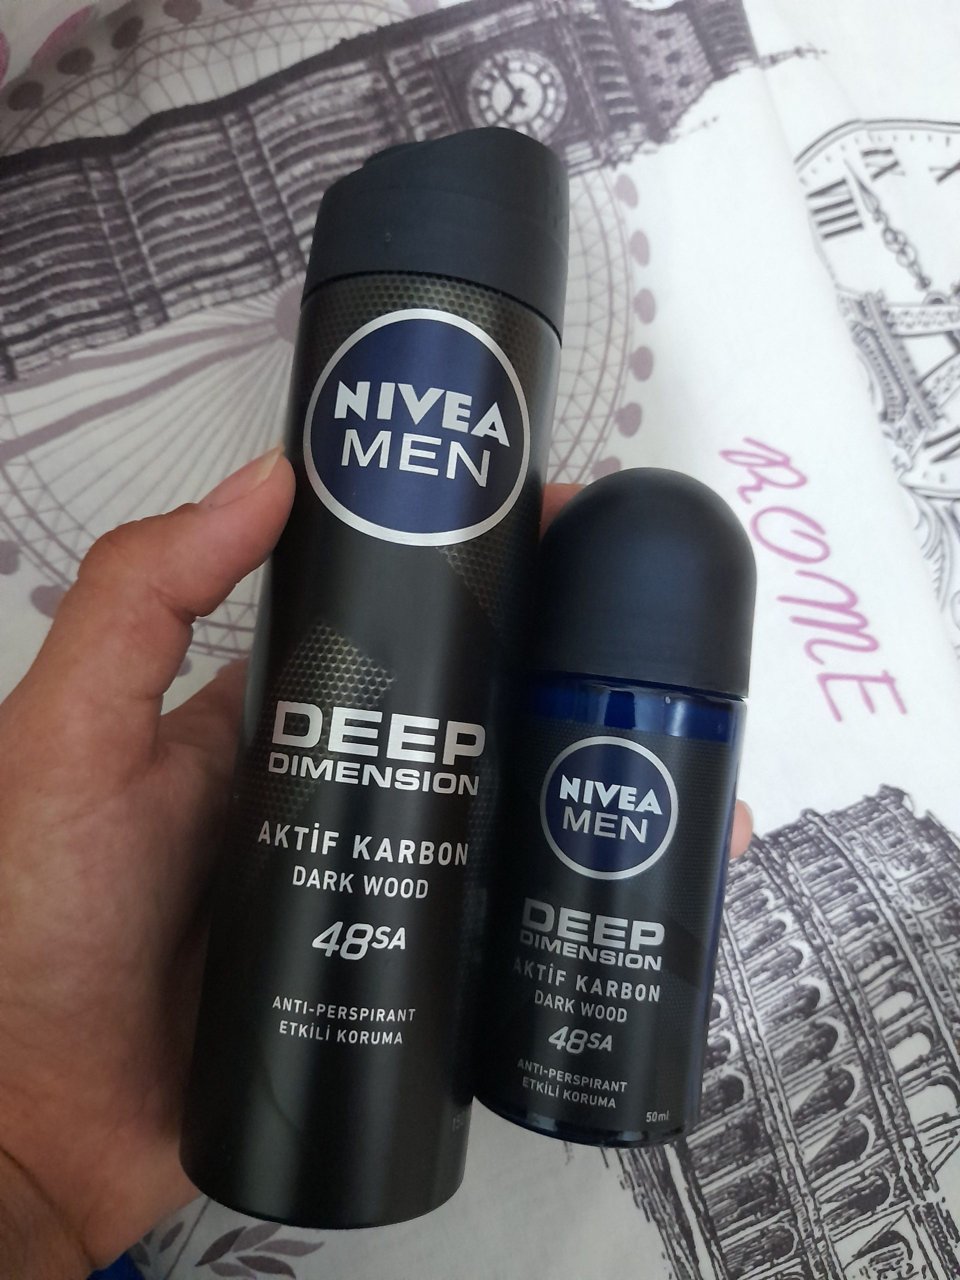 NIVEA
MEN
DEEP
DIMENSION
AKTİF KARBON
DARK WOOD
48SA
ANTI-PERSPIRANT
ETKİLİ KORUMA
NIVEA
MEN
DEEP
DIMENSION
AKTİF KARBON
DARK WOOD
48SA
ANTI-PERSPIRANT
ETKİLİ KORUMA
50ml
ROME